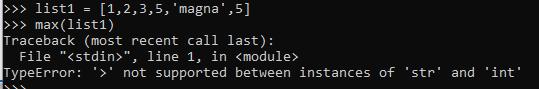 >>> list1 = [1,2,3,5,'magna',5]
>>> max(list1)
Traceback (most recent call last):
  File "<stdin>", line 1, in <module>
TypeError: '>' not supported between instances of 'str' and 'int'
>>>